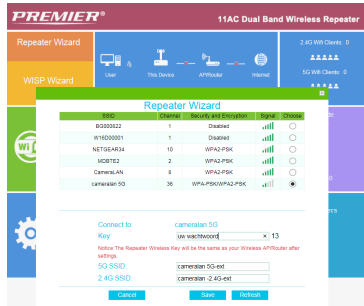 PREMIER®
11AC Dual Band Wireless Repeater
Repeater Wizard
WISP Wizard
User
This Device
AP/Router
Internet
2.4G Wifi Clients: 0
5G Wifi Clients: 0
Repeater Wizard
SSID Channel Security and Encryption Signal Choose
BG000622 1 Disabled
W16D00001 1 Disabled
NETGEAR34 10 WPA2-PSK
MOBTE2 2 WPA2-PSK
CameraLAN 8 WPA2-PSK
cameralan 5G 36 WPA-PSK/WPA2-PSK
Connect to: cameralan 5G
Key: uw wachtwoord × 13
Notice:The Repeater Wireless Key will be the same as your Wireless AP/Router after
settings.
5G SSID: cameralan 5G-ext
2.4G SSID: cameralan -2.4G-ext
Cancel Save Refresh